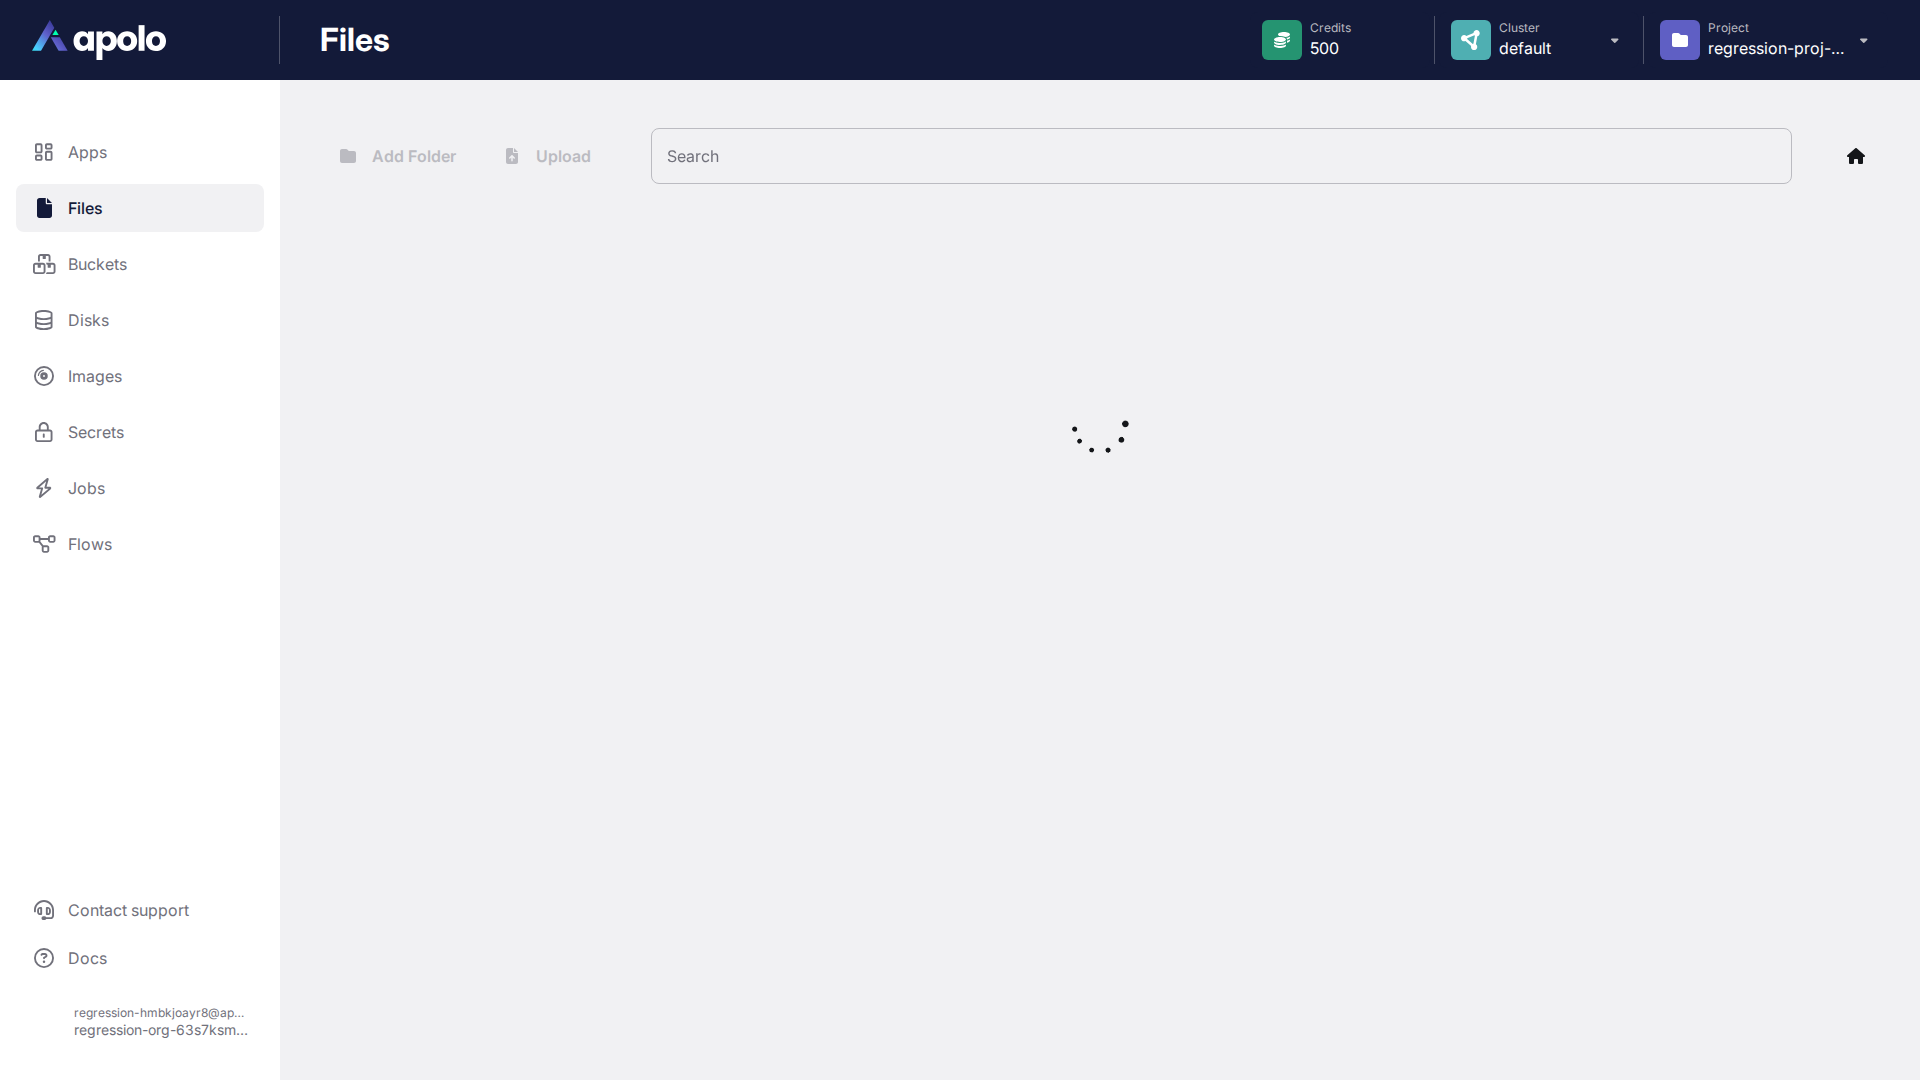 apolo
Files
Credits
500
Cluster
default
Project
regression-proj-...
Apps
Files
Buckets
Disks
Images
Secrets
Jobs
Flows
Add Folder
Upload
Search
Contact support
Docs
regression-hmbkjoayr8@ap...
regression-org-63s7ksm...